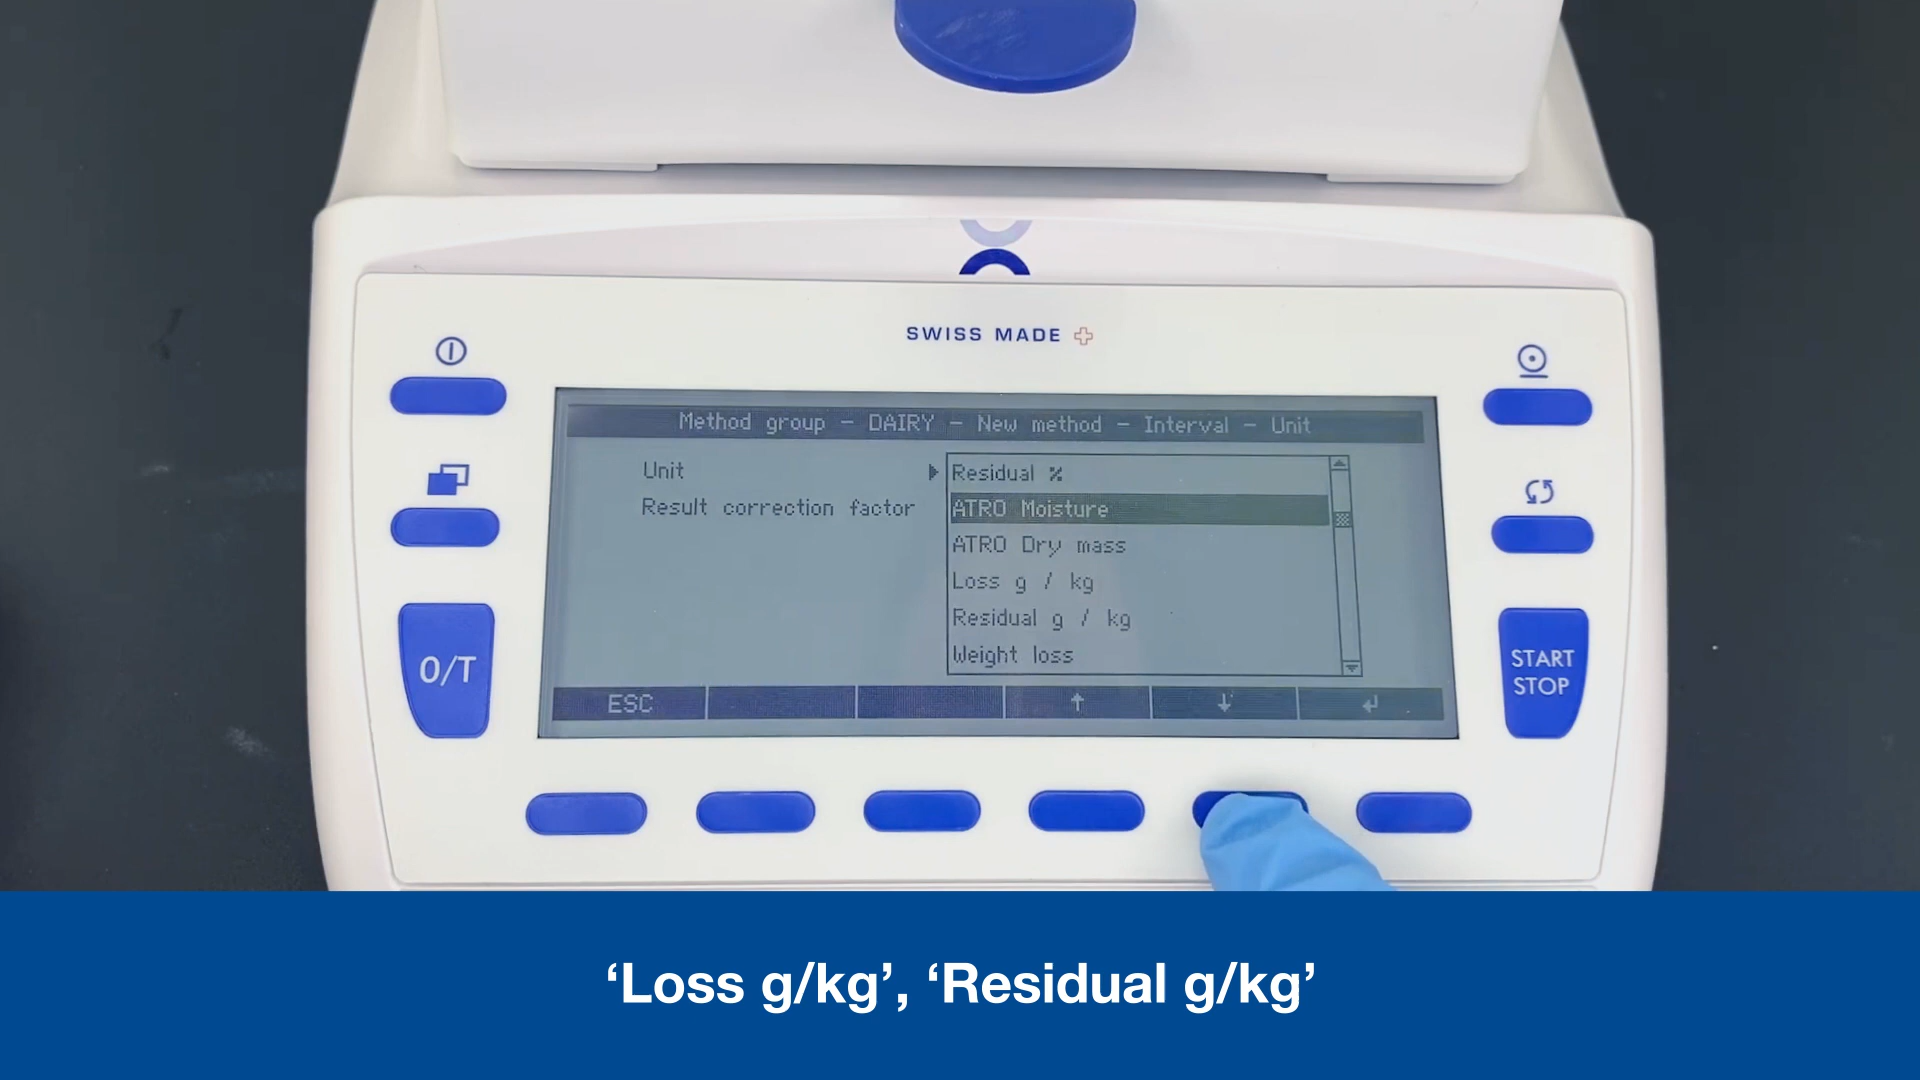 SWISS MADE
Method group - DAIRY - New method - Interval - Unit
Unit
Residual %
Result correction factor
ATRO Moisture
ATRO Dry mass
Loss g / kg
Residual g / kg
Weight loss
ESC
O/T
START
STOP
‘Loss g/kg’, ‘Residual g/kg’